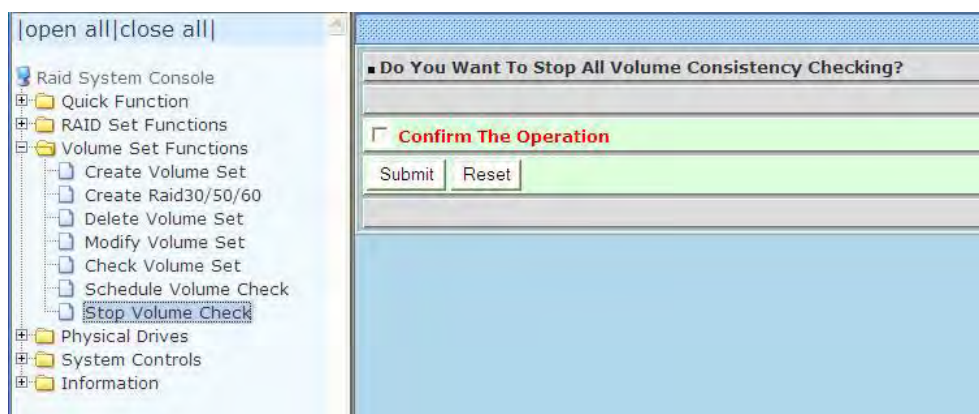 |open all|close all|
Raid System Console
Quick Function
RAID Set Functions
Volume Set Functions
Create Volume Set
Create Raid30/50/60
Delete Volume Set
Modify Volume Set
Check Volume Set
Schedule Volume Check
Stop Volume Check
Physical Drives
System Controls
Information
Do You Want To Stop All Volume Consistency Checking?
Confirm The Operation
Submit Reset